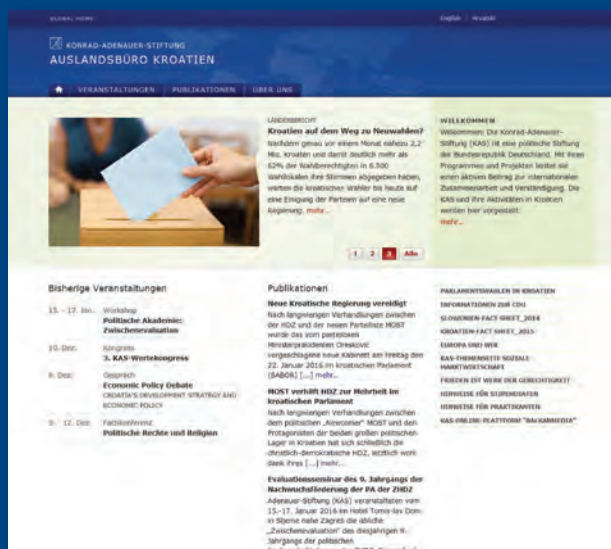 GLOBAL HOME
English | Hrvatski
KONRAD-ADENAUER-STIFTUNG
AUSLANDSBÜRO KROATIEN
VERANSTALTUNGEN
PUBLIKATIONEN
ÜBER UNS
LÄNDERBERICHT
Kroatien auf dem Weg zu Neuwahlen?
Nachdem genau vor einem Monat nahezu 2,2
Mio. Kroaten und damit deutlich mehr als
62% der Wahlberechtigten in 6.500
Wahllokalen ihre Stimmen abgegeben haben,
warten die kroatischen Wähler bis heute auf
eine Einigung der Parteien auf eine neue
Regierung. mehr...
1 2 3 Alle
WILLKOMMEN
Willkommen: Die Konrad-Adenauer-
Stiftung (KAS) ist eine politische Stiftung
der Bundesrepublik Deutschland. Mit ihren
Programmen und Projekten leistet sie
einen aktiven Beitrag zur internationalen
Zusammenarbeit und Verständigung. Die
KAS und ihre Aktivitäten in Kroatien
werden hier vorgestellt.
mehr...
Bisherige Veranstaltungen
15. - 17. Jan. Workshop
Politische Akademie:
Zwischenevaluation
10. Dez. Kongress
3. KAS-Wertekongress
9. Dez. Gespräch
Economic Policy Debate
CROATIA'S DEVELOPMENT STRATEGY AND
ECONOMIC POLICY
9. - 12. Dez. Fachkonferenz
Politische Rechte und Religion
Publikationen
Neue Kroatische Regierung vereidigt
Nach langwierigen Verhandlungen zwischen
der HDZ und der neuen Parteiliste MOST
wurde das vom parteilosen
Ministerpräsidenten Orešković
vorgeschlagene neue Kabinett am Freitag den
22. Januar 2016 im kroatischen Parlament
(SABOR) [...] mehr...
MOST verhilft HDZ zur Mehrheit im
kroatischen Parlament
Nach langwierigen Verhandlungen zwischen
dem politischen „Newcomer“ MOST und den
Protagonisten der beiden großen politischen
Lager in Kroatien hat sich schließlich die
christlich-demokratische HDZ, letztlich wohl
dank ihres [...] mehr...
Evaluationsseminar des 9. Jahrgangs der
Nachwuchsförderung der PA der ZHDZ
Adenauer-Stiftung (KAS) veranstalteten vom
15.-17. Januar 2016 im Hotel Tomislav Dom
in Sljeme nahe Zagreb die übliche
„Zwischenevaluation“ des diesjährigen 9.
Jahrgangs der politischen
PARLAMENTSWAHLEN IN KROATIEN
INFORMATIONEN ZUR CDU
SLOWENIEN-FACT SHEET_2014
KROATIEN-FACT SHEET_2015
EUROPA UND WIR
KAS-THEMENSEITE SOZIALE
MARKTWIRTSCHAFT
FRIEDEN IST WERK DER GERECHTIGKEIT
HINWEISE FÜR STIPENDIATEN
HINWEISE FÜR PRAKTIKANTEN
KAS-ONLINE-PLATTFORM "BALKANMEDIA"